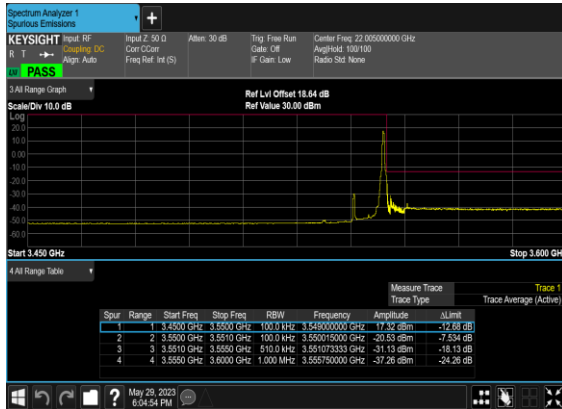 Spectrum Analyzer 1
Spurious Emissions
+
KEYSIGHT Input: RF Input Z: 50 Ω Atten: 30 dB Trig: Free Run Center Freq: 22.005000000 GHz
R T Coupling: DC Corr CCorr Gate: Off Avg|Hold: 100/100
Align: Auto Freq Ref: Int (S) IF Gain: Low Radio Std: None
PASS
3 All Range Graph Ref Lvl Offset 18.64 dB
Scale/Div 10.0 dB Ref Value 30.00 dBm
Log
20.0
10.0
0.00
-10.0
-20.0
-30.0
-40.0
-50.0
-60.0
Start 3.450 GHz Stop 3.600 GH
4 All Range Table
Measure Trace Trace 1
Trace Type Trace Average (Active)
Spur Range Start Freq Stop Freq RBW Frequency Amplitude ΔLimit
1 1 3.4500 GHz 3.5500 GHz 100.0 kHz 3.549000000 GHz 17.32 dBm -12.68 dB
2 2 3.5500 GHz 3.5510 GHz 100.0 kHz 3.550015000 GHz -20.53 dBm -7.534 dB
3 3 3.5510 GHz 3.5550 GHz 510.0 kHz 3.551073333 GHz -31.13 dBm -18.13 dB
4 4 3.5550 GHz 3.6000 GHz 1.000 MHz 3.555750000 GHz -37.26 dBm -24.26 dB
? May 29, 2023
6:04:54 PM